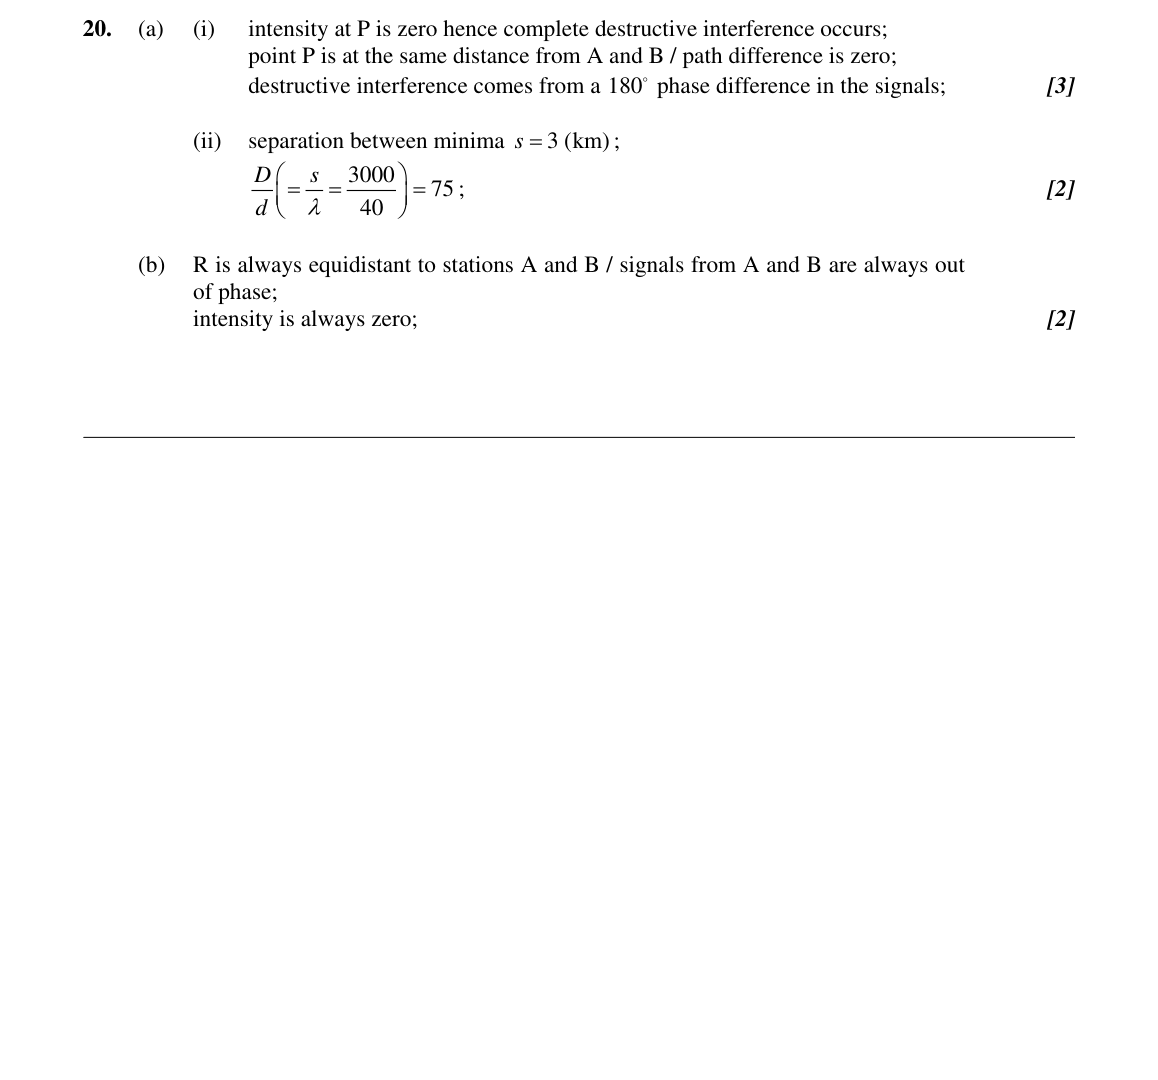 20. (a) (i) intensity at P is zero hence complete destructive interference occurs;
point P is at the same distance from A and B / path difference is zero;
destructive interference comes from a 180° phase difference in the signals; [3]
(ii) separation between minima s = 3 (km);
D/d (= s/λ = 3000/40) = 75; [2]
(b) R is always equidistant to stations A and B / signals from A and B are always out
of phase;
intensity is always zero; [2]